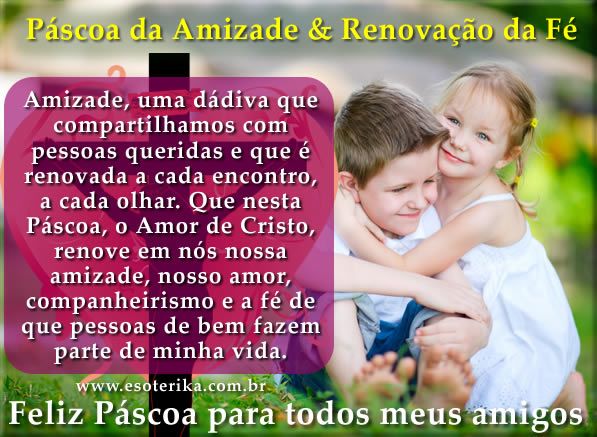 Páscoa da Amizade & Renovação da Fé
Amizade, uma dádiva que
compartilhamos com
pessoas queridas e que é
renovada a cada encontro,
a cada olhar. Que nesta
Páscoa, o Amor de Cristo,
renove em nós nossa
amizade, nosso amor,
companheirismo e a fé de
que pessoas de bem fazem
parte de minha vida.
www.esoterika.com.br
Feliz Páscoa para todos meus amigos